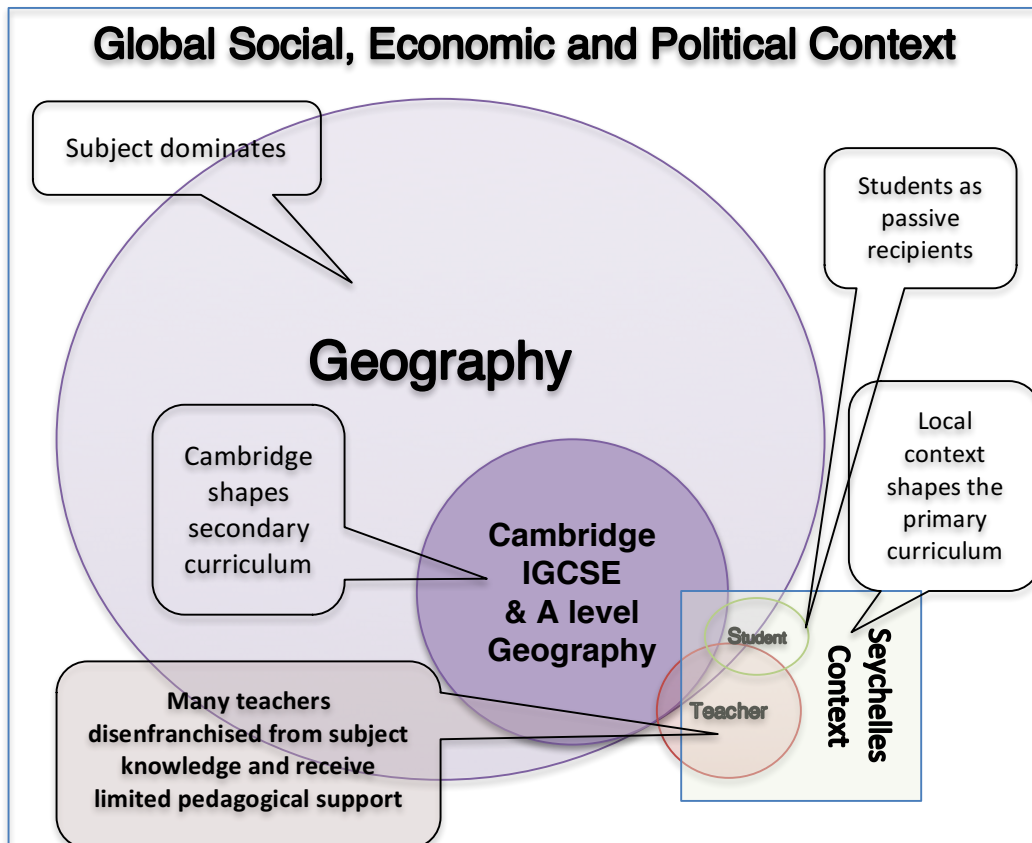 Global Social, Economic and Political Context
Subject dominates
Students as
passive
recipients
Geography
Local
context
shapes the
primary
curriculum
Cambridge
shapes
secondary
curriculum
Cambridge
IGCSE
& A level
Geography
Student
Teacher
Seychelles
Context
Many teachers
disenfranchised from subject
knowledge and receive
limited pedagogical support